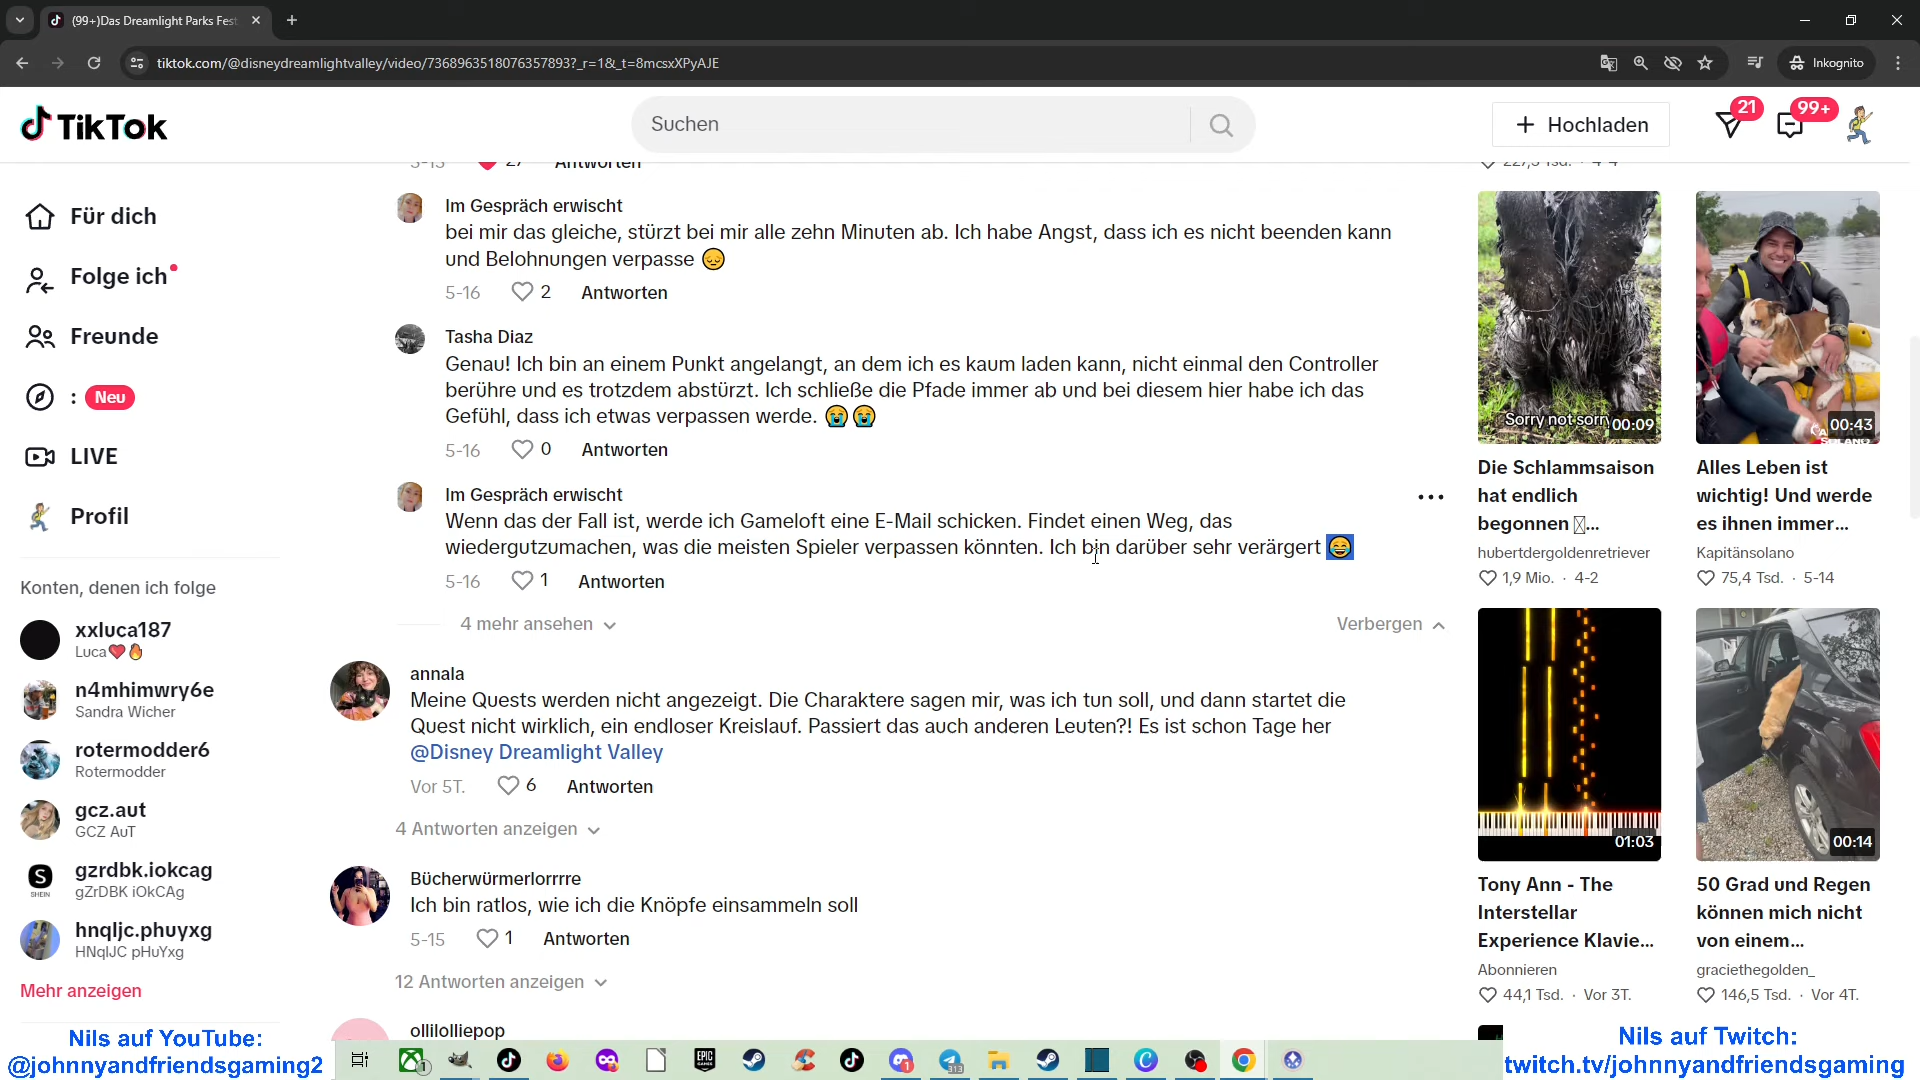 (99+)Das Dreamlight Parks Fest
tiktok.com/@disneydreamlightvalley/video/7368963518076357893?_r=1&_t=8mcsxXPyAJE
Inkognito
TikTok
Suchen
Hochladen
21
99+
Für dich
Folge ich
Freunde
: Neu
LIVE
Profil
Konten, denen ich folge
xxluca187
Luca❤️🔥
n4mhimwry6e
Sandra Wicher
rotermodder6
Rotermodder
gcz.aut
GCZ AuT
gzrdbk.iokcag
gZrDBK iOkCAg
SHEIN
hnqljc.phuyxg
HNqlJC pHuYxg
Mehr anzeigen
5-15 27 Antworten
Im Gespräch erwischt
bei mir das gleiche, stürzt bei mir alle zehn Minuten ab. Ich habe Angst, dass ich es nicht beenden kann
und Belohnungen verpasse 😔
5-16 2 Antworten
Tasha Diaz
Genau! Ich bin an einem Punkt angelangt, an dem ich es kaum laden kann, nicht einmal den Controller
berühre und es trotzdem abstürzt. Ich schließe die Pfade immer ab und bei diesem hier habe ich das
Gefühl, dass ich etwas verpassen werde. 😭😭
5-16 0 Antworten
Im Gespräch erwischt
Wenn das der Fall ist, werde ich Gameloft eine E-Mail schicken. Findet einen Weg, das
wiedergutzumachen, was die meisten Spieler verpassen könnten. Ich bin darüber sehr verärgert 😂
5-16 1 Antworten
4 mehr ansehen
Verbergen
annala
Meine Quests werden nicht angezeigt. Die Charaktere sagen mir, was ich tun soll, und dann startet die
Quest nicht wirklich, ein endloser Kreislauf. Passiert das auch anderen Leuten?! Es ist schon Tage her
@Disney Dreamlight Valley
Vor 5T. 6 Antworten
4 Antworten anzeigen
Bücherwürmerlorrrre
Ich bin ratlos, wie ich die Knöpfe einsammeln soll
5-15 1 Antworten
12 Antworten anzeigen
ollilolliepop
227,5 Tsd. · 4-4
Sorry not sorry
00:09
Die Schlammsaison
hat endlich
begonnen ...
hubertdergoldenretriever
1,9 Mio. · 4-2
00:43
Alles Leben ist
wichtig! Und werde
es ihnen immer...
Kapitänsolano
75,4 Tsd. · 5-14
01:03
Tony Ann - The
Interstellar
Experience Klavie...
Abonnieren
44,1 Tsd. · Vor 3T.
00:14
50 Grad und Regen
können mich nicht
von einem...
graciethegolden_
146,5 Tsd. · Vor 4T.
Nils auf YouTube:
@johnnyandfriendsgaming2
EPIC
GAMES
1
313
Nils auf Twitch:
twitch.tv/johnnyandfriendsgaming